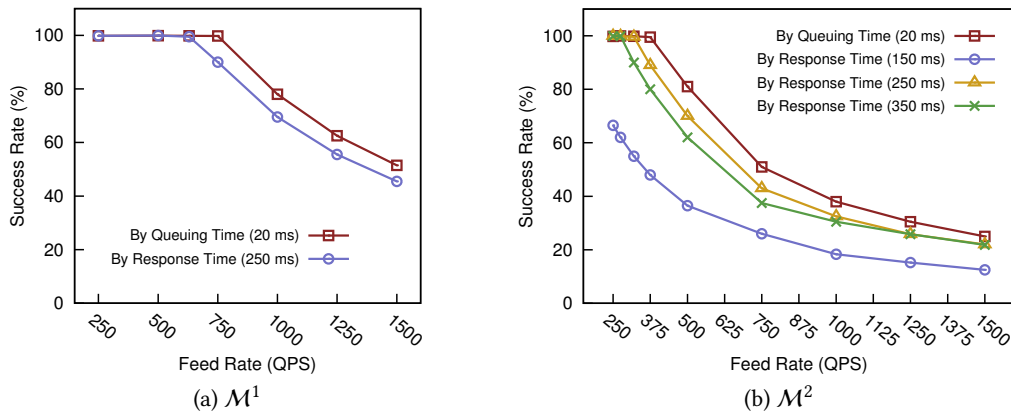 100
80
60
40
20
0
Success Rate (%)
By Queuing Time (20 ms)
By Response Time (250 ms)
250
500
750
1000
1250
1500
Feed Rate (QPS)
(a) M¹
100
80
60
40
20
0
Success Rate (%)
By Queuing Time (20 ms)
By Response Time (150 ms)
By Response Time (250 ms)
By Response Time (350 ms)
250
375
500
625
750
875
1000
1125
1250
1375
1500
Feed Rate (QPS)
(b) M²